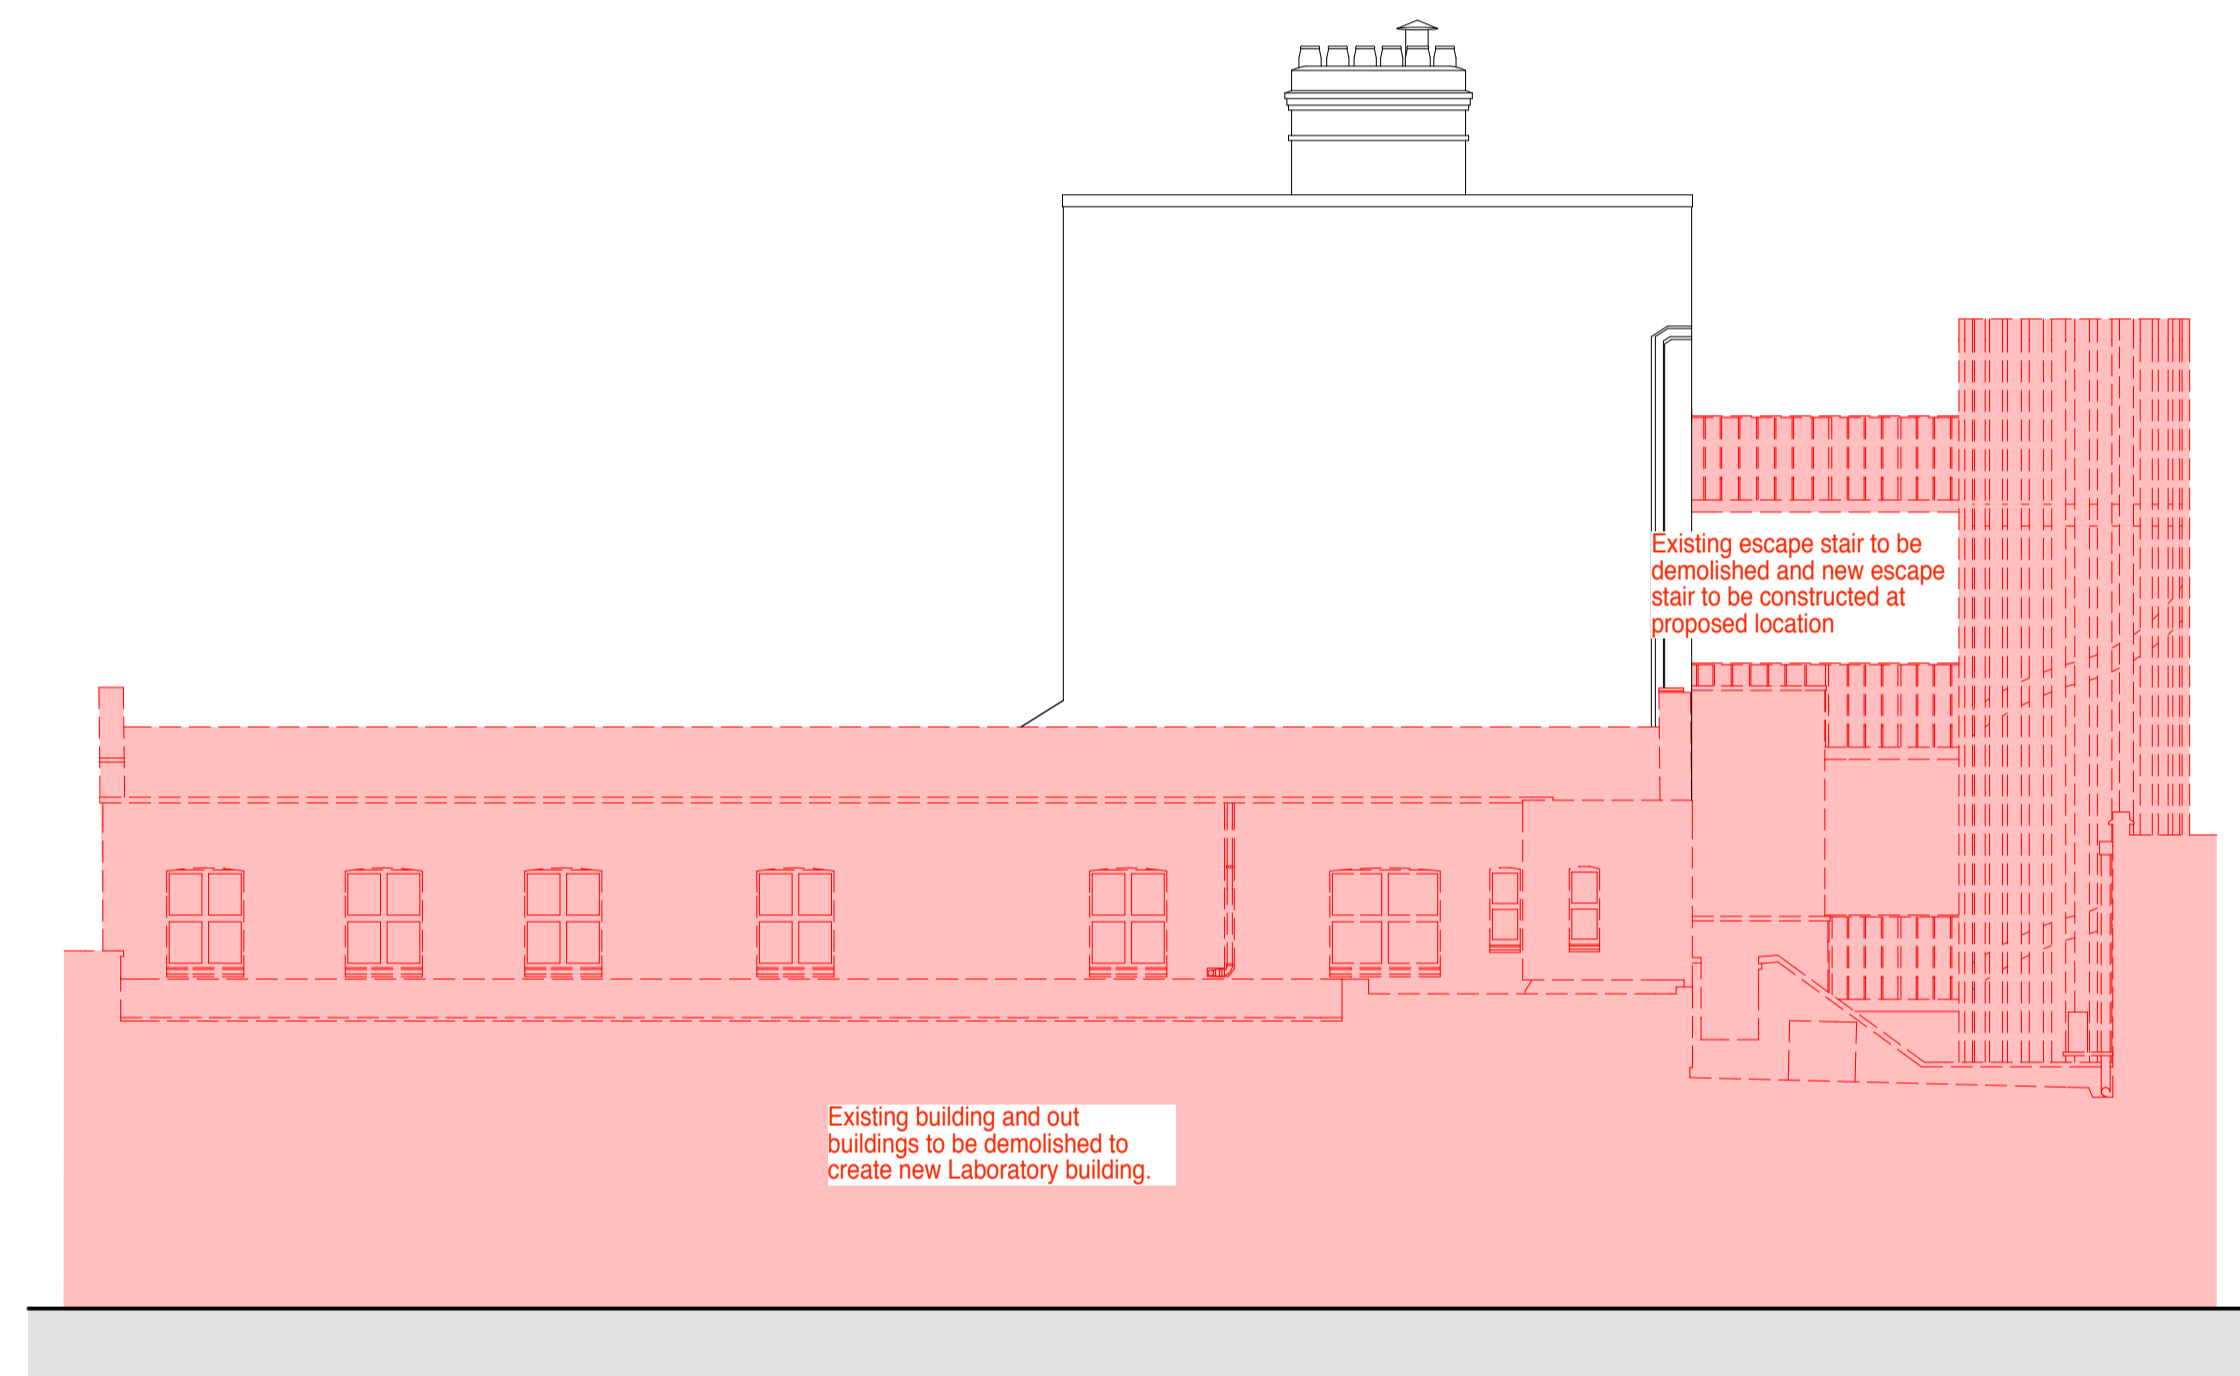 Existing escape stair to be
demolished and new escape
stair to be constructed at
proposed location
Existing building and out
buildings to be demolished to
create new Laboratory building.